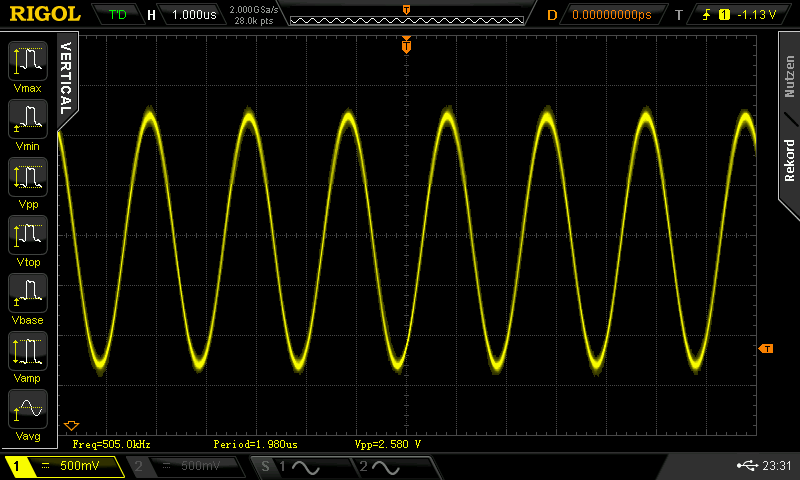 RIGOL T'D H 1.000us 2.000GSa/s 28.0k pts T D 0.00000000ps T 1 -1.13 V
T
VERTICAL
Vmax
Vmin
Vpp
Vtop
Vbase
Vamp
Vavg
Nutzen
Rekord
T
Freq=505.0kHz Period=1.980us Vpp=2.580 V
1 500mV 2 500mV S 1 2 23:31